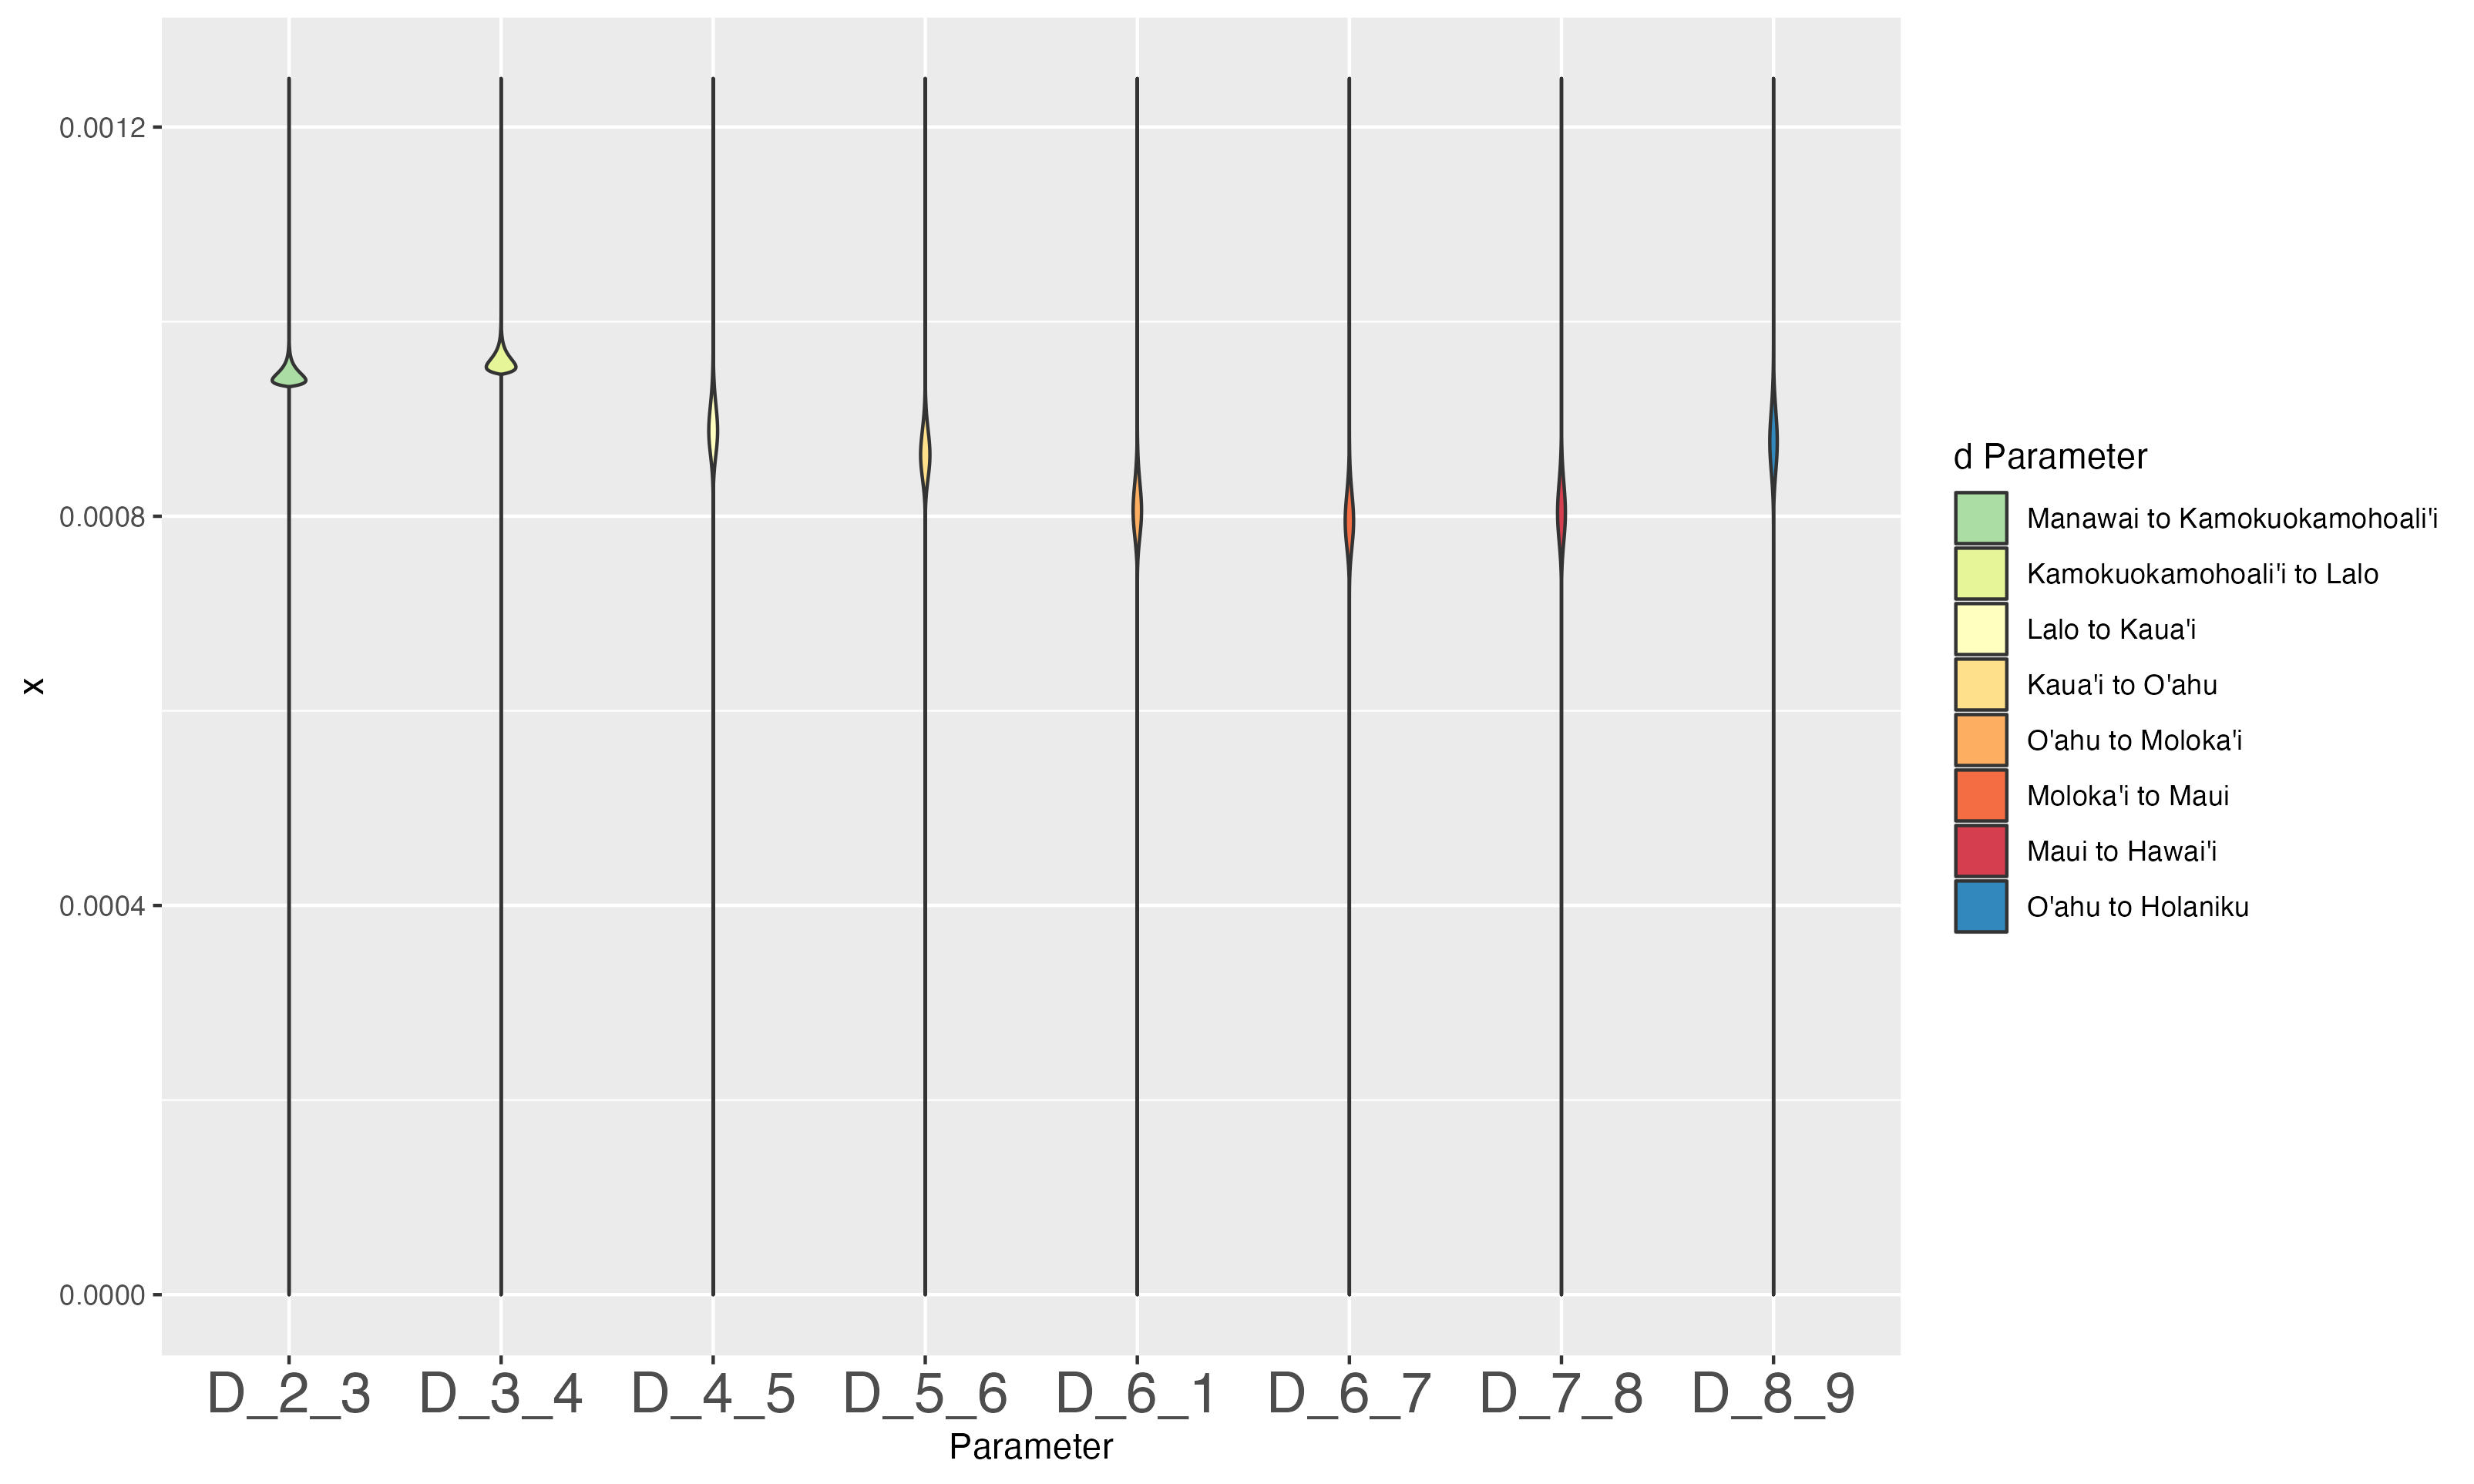 0.0012
0.0008
0.0004
0.0000
x
D_2_3 D_3_4 D_4_5 D_5_6 D_6_1 D_6_7 D_7_8 D_8_9
Parameter
d Parameter
Manawai to Kamokuokamohoali'i
Kamokuokamohoali'i to Lalo
Lalo to Kaua'i
Kaua'i to O'ahu
O'ahu to Moloka'i
Moloka'i to Maui
Maui to Hawai'i
O'ahu to Holaniku